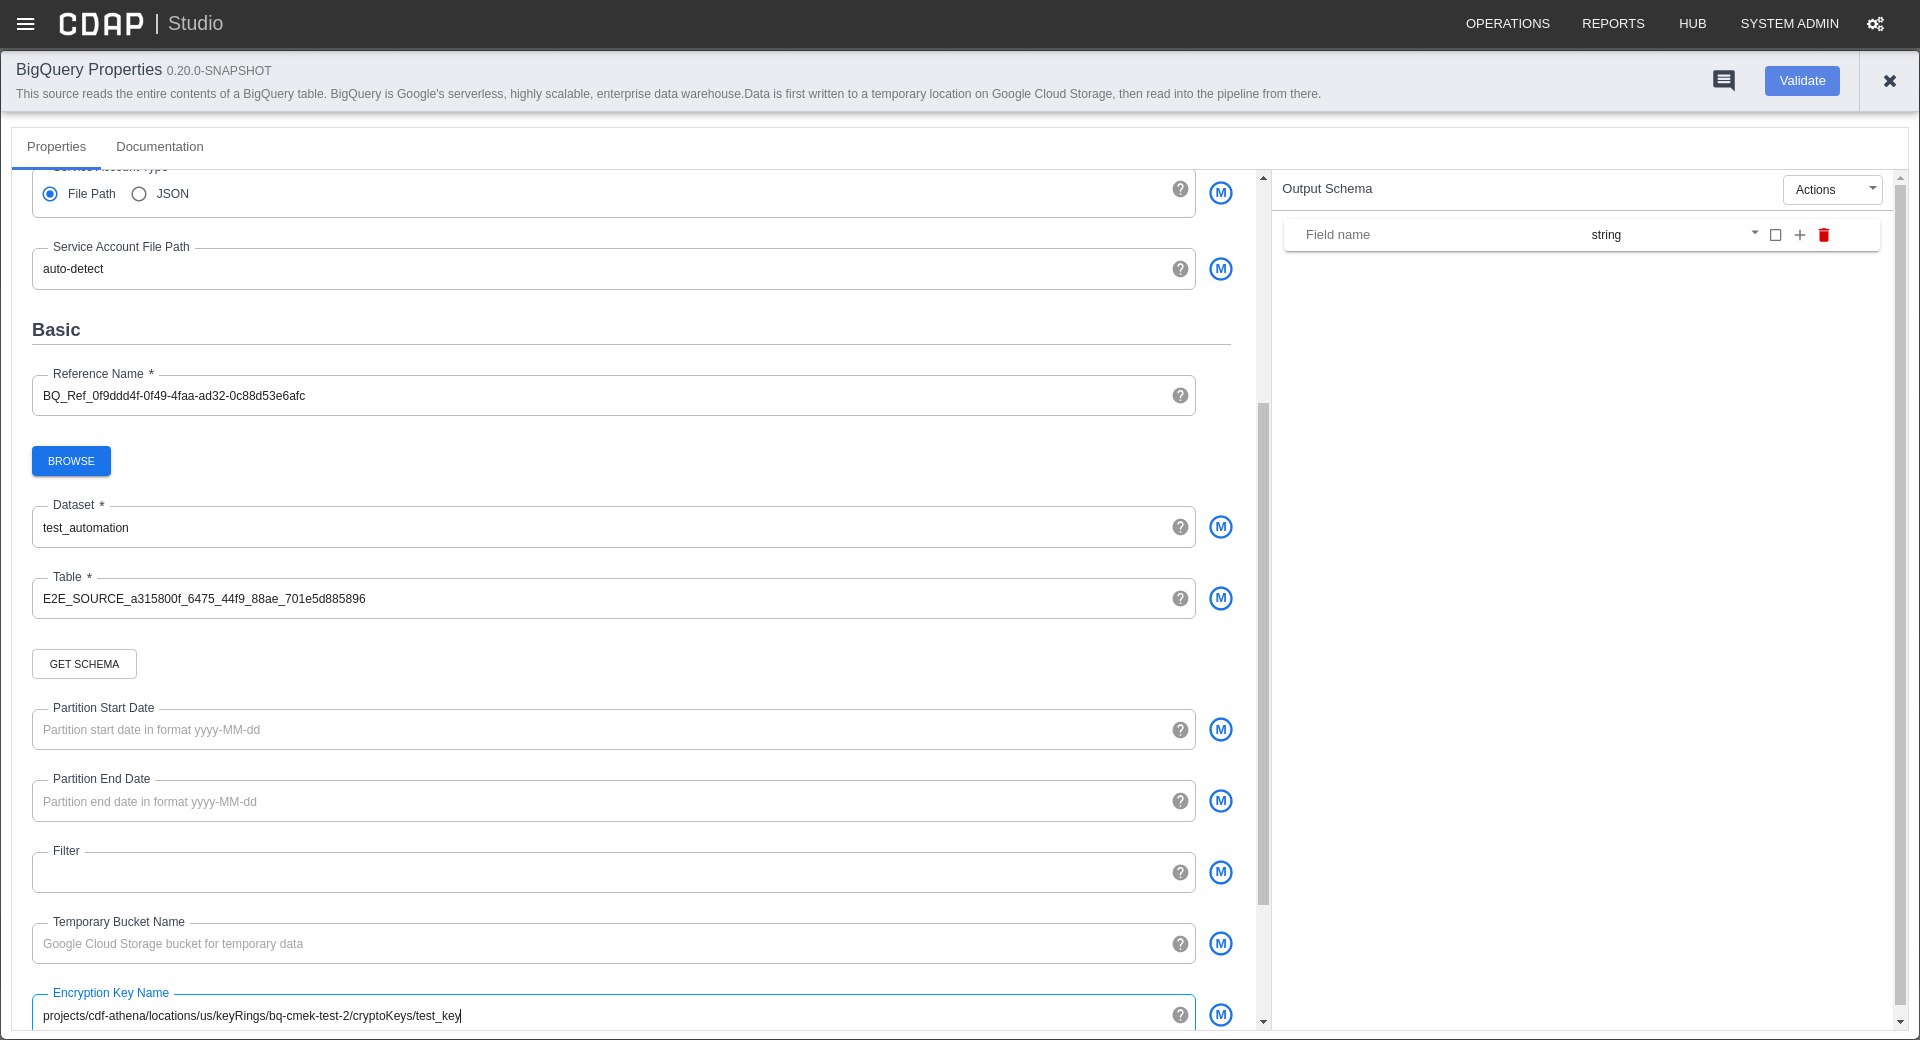 CDAP | Studio
OPERATIONS REPORTS HUB SYSTEM ADMIN
BigQuery Properties 0.20.0-SNAPSHOT
This source reads the entire contents of a BigQuery table. BigQuery is Google's serverless, highly scalable, enterprise data warehouse.Data is first written to a temporary location on Google Cloud Storage, then read into the pipeline from there.
Validate
Properties Documentation
Service Account Type
File Path JSON
M
Service Account File Path
auto-detect
M
Basic
Reference Name *
BQ_Ref_0f9ddd4f-0f49-4faa-ad32-0c88d53e6afc
BROWSE
Dataset *
test_automation
M
Table *
E2E_SOURCE_a315800f_6475_44f9_88ae_701e5d885896
M
GET SCHEMA
Partition Start Date
Partition start date in format yyyy-MM-dd
M
Partition End Date
Partition end date in format yyyy-MM-dd
M
Filter
M
Temporary Bucket Name
Google Cloud Storage bucket for temporary data
M
Encryption Key Name
projects/cdf-athena/locations/us/keyRings/bq-cmek-test-2/cryptoKeys/test_key
M
Output Schema
Actions
Field name
string